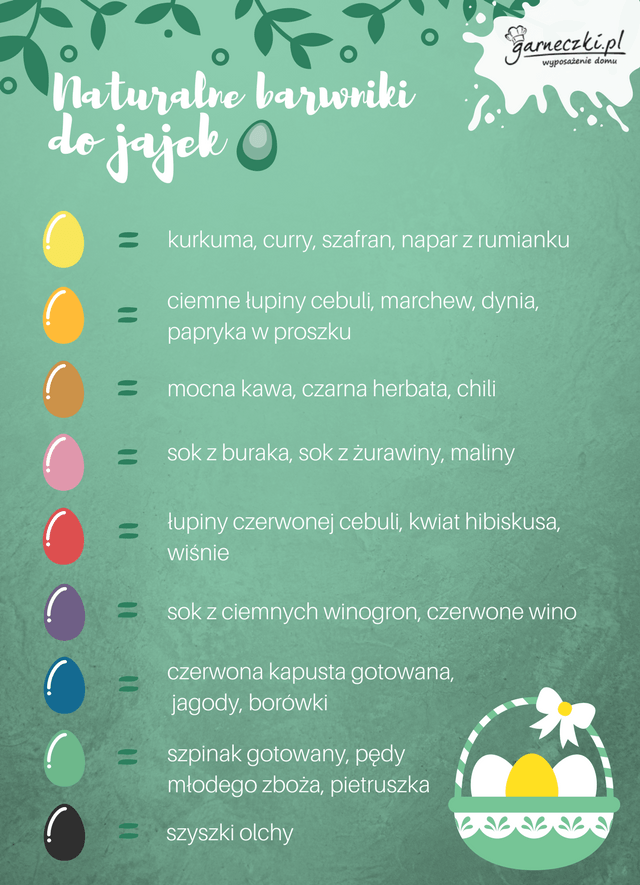 garneczki.pl
wyposażenie domu
Naturalne barwniki
do jajek
= kurkuma, curry, szafran, napar z rumianku
= ciemne łupiny cebuli, marchew, dynia,
papryka w proszku
= mocna kawa, czarna herbata, chili
= sok z buraka, sok z żurawiny, maliny
= łupiny czerwonej cebuli, kwiat hibiskusa,
wiśnie
= sok z ciemnych winogron, czerwone wino
= czerwona kapusta gotowana,
jagody, borówki
= szpinak gotowany, pędy
młodego zboża, pietruszka
= szyszki olchy